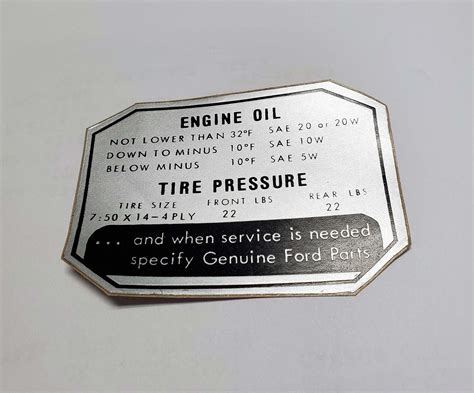 ENGINE OIL
NOT LOWER THAN 32°F SAE 20 or 20W
DOWN TO MINUS 10°F SAE 10W
BELOW MINUS 10°F SAE 5W
TIRE PRESSURE
TIRE SIZE FRONT LBS REAR LBS
7:50 X 14-4 PLY 22 22
... and when service is needed
specify Genuine Ford Parts